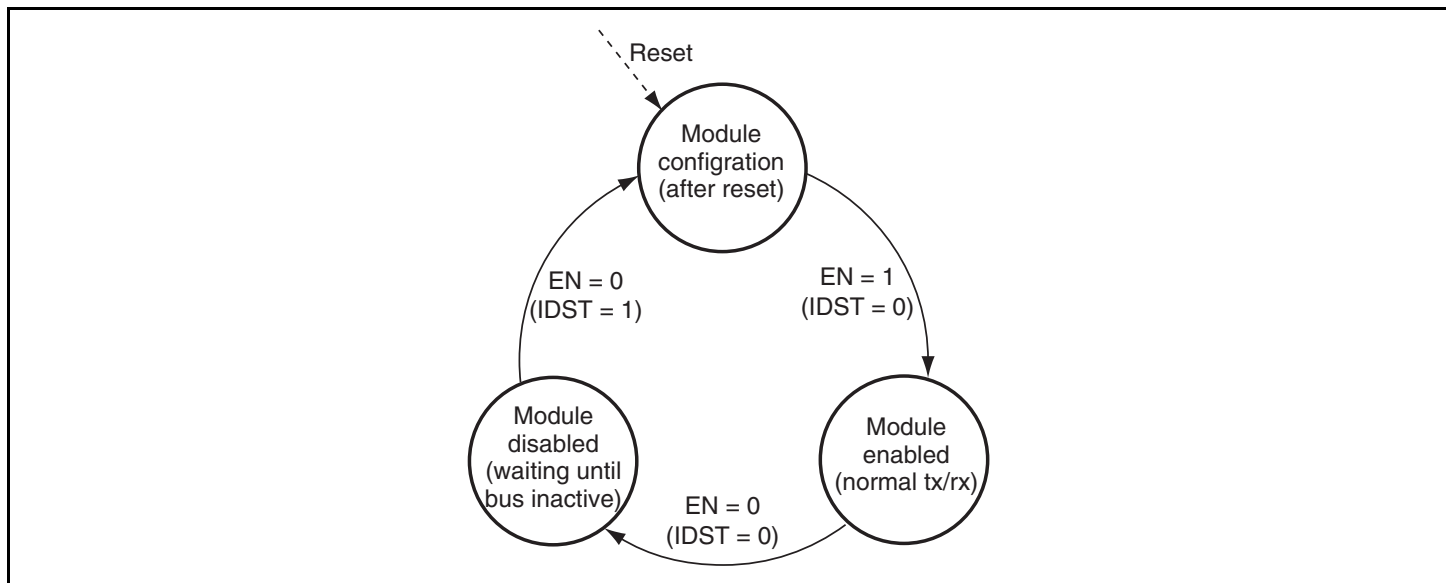 Reset
Module
configration
(after reset)
EN = 0
(IDST = 1)
EN = 1
(IDST = 0)
Module
disabled
(waiting until
bus inactive)
Module
enabled
(normal tx/rx)
EN = 0
(IDST = 0)